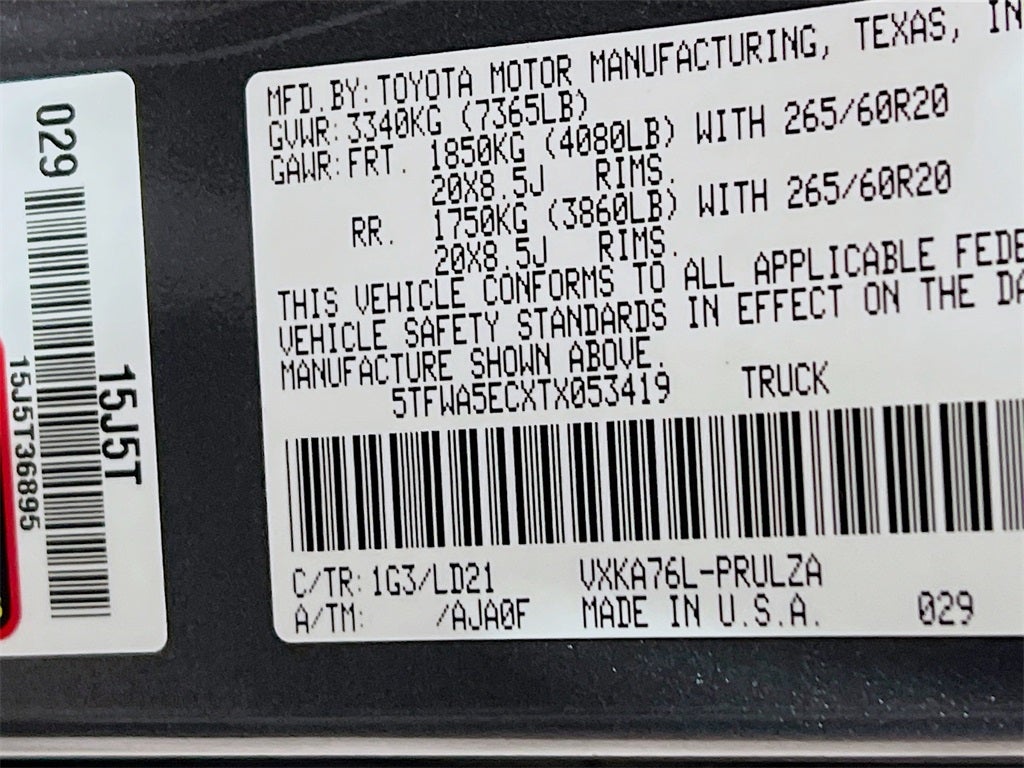 029
15J5T
15J5T36895
MFD.BY:TOYOTA MOTOR MANUFACTURING, TEXAS, IN
GVWR:3340KG (7365LB)
GAWR:FRT. 1850KG (4080LB) WITH 265/60R20
20X8.5J RIMS.
RR. 1750KG (3860LB) WITH 265/60R20
20X8.5J RIMS.
THIS VEHICLE CONFORMS TO ALL APPLICABLE FEDE
VEHICLE SAFETY STANDARDS IN EFFECT ON THE DA
MANUFACTURE SHOWN ABOVE.
5TFWA5ECXTX053419 TRUCK
C/TR:1G3/LD21 VXKA76L-PRULZA
A/TM: /AJA0F MADE IN U.S.A. 029